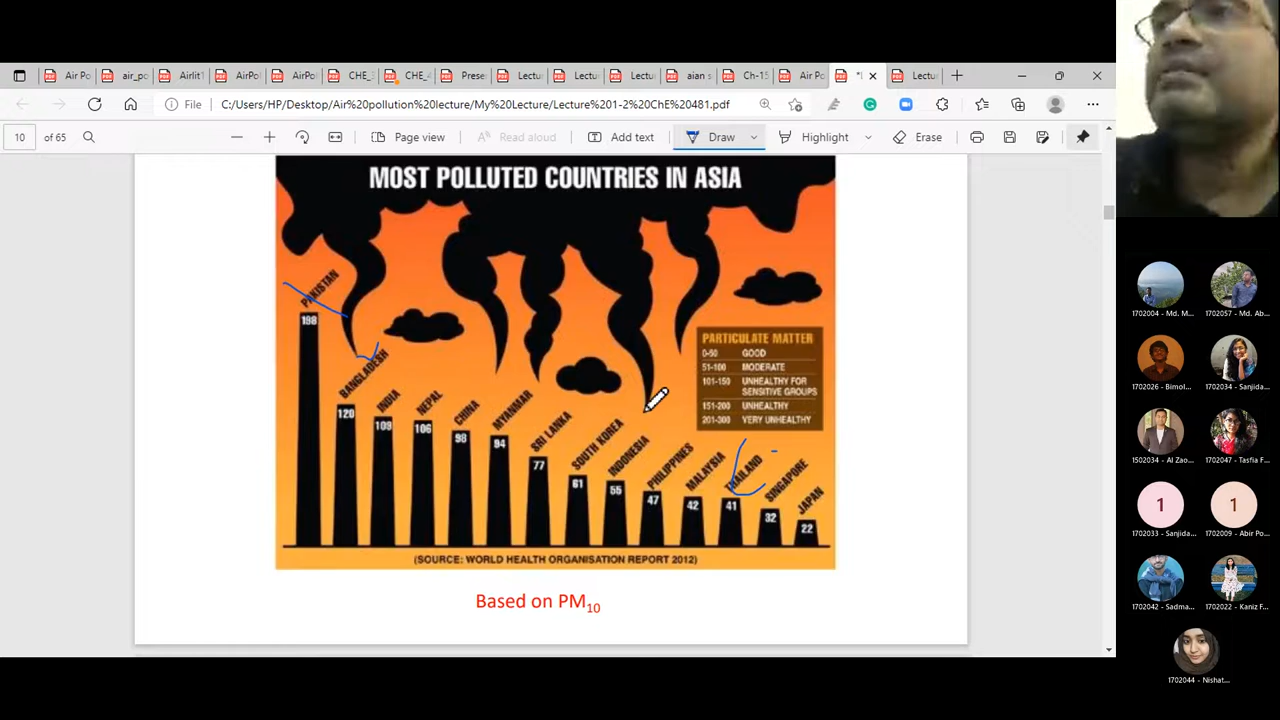 Air Po
air_po
Airlit1
AirPol
AirPol
CHE_
CHE_4
Prese
Lectu
Lectu
Lectu
aian s
Ch-15
Air Po
Lectu
File
C:/Users/HP/Desktop/Air%20pollution%20lecture/My%20Lecture/Lecture%201-2%20ChE%20481.pdf
10 of 65
Page view
Read aloud
Add text
Draw
Highlight
Erase
MOST POLLUTED COUNTRIES IN ASIA
PAKISTAN
198
BANGLADESH
120
INDIA
109
NEPAL
106
CHINA
98
MYANMAR
94
SRI LANKA
77
SOUTH KOREA
61
INDONESIA
55
PHILIPPINES
47
MALAYSIA
42
THAILAND
41
SINGAPORE
32
JAPAN
22
PARTICULATE MATTER
0-50 GOOD
51-100 MODERATE
101-150 UNHEALTHY FOR
SENSITIVE GROUPS
151-200 UNHEALTHY
201-300 VERY UNHEALTHY
(SOURCE: WORLD HEALTH ORGANISATION REPORT 2012)
Based on PM10
1702004 - Md. M...
1702057 - Md. Ab...
1702026 - Bimol...
1702034 - Sanjida...
1502034 - Al Zao...
1702047 - Tasfia F...
1
1702033 - Sanjida...
1
1702009 - Abir Po...
1702042 - Sadma...
1702022 - Kaniz F...
1702044 - Nishat...